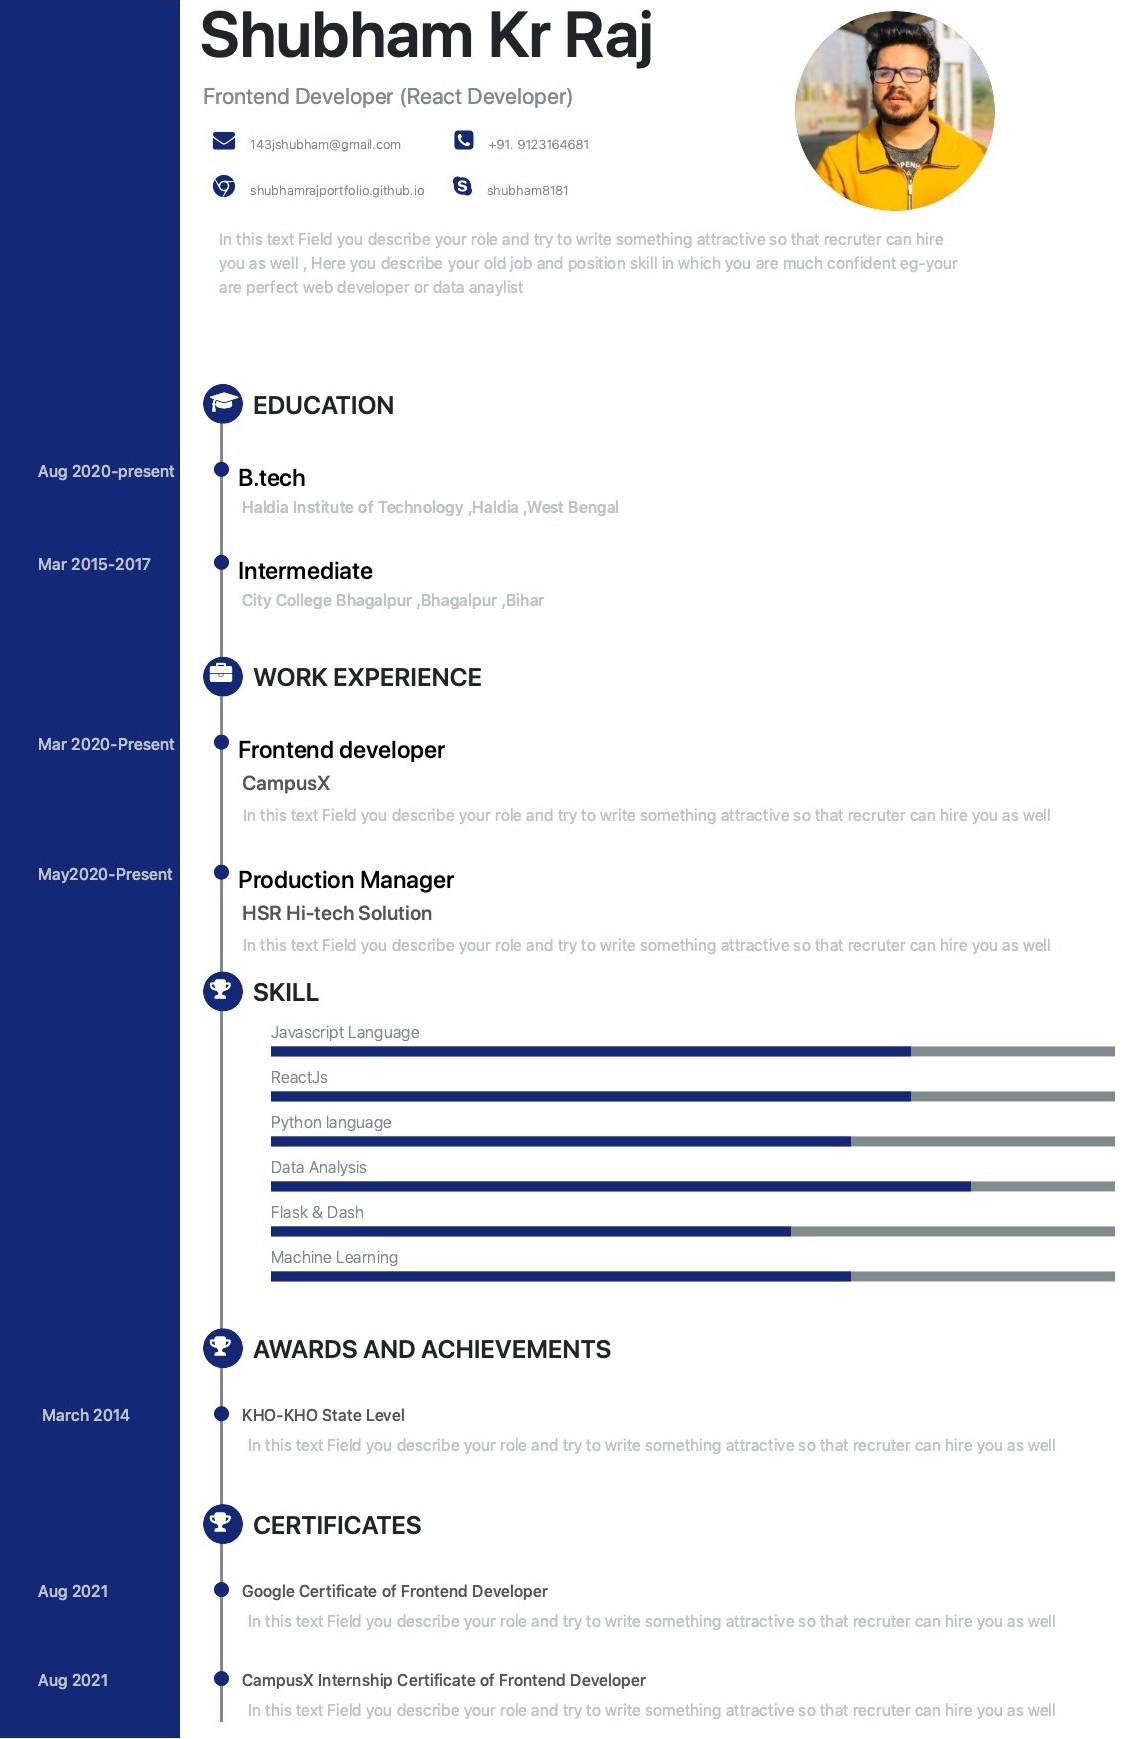 Shubham Kr Raj
Frontend Developer (React Developer)
143jshubham@gmail.com
+91. 9123164681
shubhamrajportfolio.github.io
shubham8181
In this text Field you describe your role and try to write something attractive so that recruter can hire
you as well , Here you describe your old job and position skill in which you are much confident eg-your
are perfect web developer or data anaylist
EDUCATION
Aug 2020-present
B.tech
Haldia Institute of Technology ,Haldia ,West Bengal
Mar 2015-2017
Intermediate
City College Bhagalpur ,Bhagalpur ,Bihar
WORK EXPERIENCE
Mar 2020-Present
Frontend developer
CampusX
In this text Field you describe your role and try to write something attractive so that recruter can hire you as well
May2020-Present
Production Manager
HSR Hi-tech Solution
In this text Field you describe your role and try to write something attractive so that recruter can hire you as well
SKILL
Javascript Language
ReactJs
Python language
Data Analysis
Flask & Dash
Machine Learning
AWARDS AND ACHIEVEMENTS
March 2014
KHO-KHO State Level
In this text Field you describe your role and try to write something attractive so that recruter can hire you as well
CERTIFICATES
Aug 2021
Google Certificate of Frontend Developer
In this text Field you describe your role and try to write something attractive so that recruter can hire you as well
Aug 2021
CampusX Internship Certificate of Frontend Developer
In this text Field you describe your role and try to write something attractive so that recruter can hire you as well